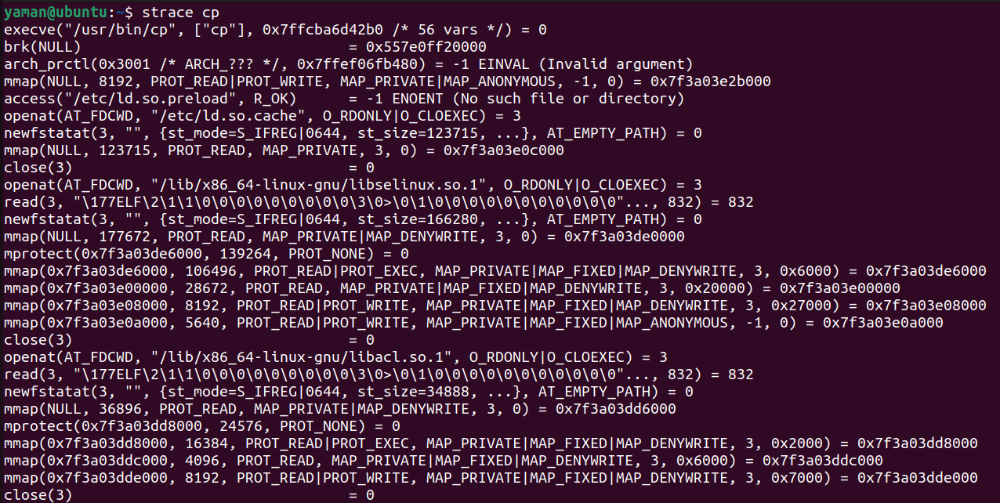 yaman@ubuntu:~$ strace cp
execve("/usr/bin/cp", ["cp"], 0x7ffcba6d42b0 /* 56 vars */) = 0
brk(NULL)                               = 0x557e0ff20000
arch_prctl(0x3001 /* ARCH_??? */, 0x7ffef06fb480) = -1 EINVAL (Invalid argument)
mmap(NULL, 8192, PROT_READ|PROT_WRITE, MAP_PRIVATE|MAP_ANONYMOUS, -1, 0) = 0x7f3a03e2b000
access("/etc/ld.so.preload", R_OK)      = -1 ENOENT (No such file or directory)
openat(AT_FDCWD, "/etc/ld.so.cache", O_RDONLY|O_CLOEXEC) = 3
newfstatat(3, "", {st_mode=S_IFREG|0644, st_size=123715, ...}, AT_EMPTY_PATH) = 0
mmap(NULL, 123715, PROT_READ, MAP_PRIVATE, 3, 0) = 0x7f3a03e0c000
close(3)                                = 0
openat(AT_FDCWD, "/lib/x86_64-linux-gnu/libselinux.so.1", O_RDONLY|O_CLOEXEC) = 3
read(3, "\177ELF\2\1\1\0\0\0\0\0\0\0\0\0\3\0>\0\1\0\0\0\0\0\0\0\0\0\0\0"..., 832) = 832
newfstatat(3, "", {st_mode=S_IFREG|0644, st_size=166280, ...}, AT_EMPTY_PATH) = 0
mmap(NULL, 177672, PROT_READ, MAP_PRIVATE|MAP_DENYWRITE, 3, 0) = 0x7f3a03de0000
mprotect(0x7f3a03de6000, 139264, PROT_NONE) = 0
mmap(0x7f3a03de6000, 106496, PROT_READ|PROT_EXEC, MAP_PRIVATE|MAP_FIXED|MAP_DENYWRITE, 3, 0x6000) = 0x7f3a03de6000
mmap(0x7f3a03e00000, 28672, PROT_READ, MAP_PRIVATE|MAP_FIXED|MAP_DENYWRITE, 3, 0x20000) = 0x7f3a03e00000
mmap(0x7f3a03e08000, 8192, PROT_READ|PROT_WRITE, MAP_PRIVATE|MAP_FIXED|MAP_DENYWRITE, 3, 0x27000) = 0x7f3a03e08000
mmap(0x7f3a03e0a000, 5640, PROT_READ|PROT_WRITE, MAP_PRIVATE|MAP_FIXED|MAP_ANONYMOUS, -1, 0) = 0x7f3a03e0a000
close(3)                                = 0
openat(AT_FDCWD, "/lib/x86_64-linux-gnu/libacl.so.1", O_RDONLY|O_CLOEXEC) = 3
read(3, "\177ELF\2\1\1\0\0\0\0\0\0\0\0\0\3\0>\0\1\0\0\0\0\0\0\0\0\0\0\0"..., 832) = 832
newfstatat(3, "", {st_mode=S_IFREG|0644, st_size=34888, ...}, AT_EMPTY_PATH) = 0
mmap(NULL, 36896, PROT_READ, MAP_PRIVATE|MAP_DENYWRITE, 3, 0) = 0x7f3a03dd6000
mprotect(0x7f3a03dd8000, 24576, PROT_NONE) = 0
mmap(0x7f3a03dd8000, 16384, PROT_READ|PROT_EXEC, MAP_PRIVATE|MAP_FIXED|MAP_DENYWRITE, 3, 0x2000) = 0x7f3a03dd8000
mmap(0x7f3a03ddc000, 4096, PROT_READ, MAP_PRIVATE|MAP_FIXED|MAP_DENYWRITE, 3, 0x6000) = 0x7f3a03ddc000
mmap(0x7f3a03dde000, 8192, PROT_READ|PROT_WRITE, MAP_PRIVATE|MAP_FIXED|MAP_DENYWRITE, 3, 0x7000) = 0x7f3a03dde000
close(3)                                = 0